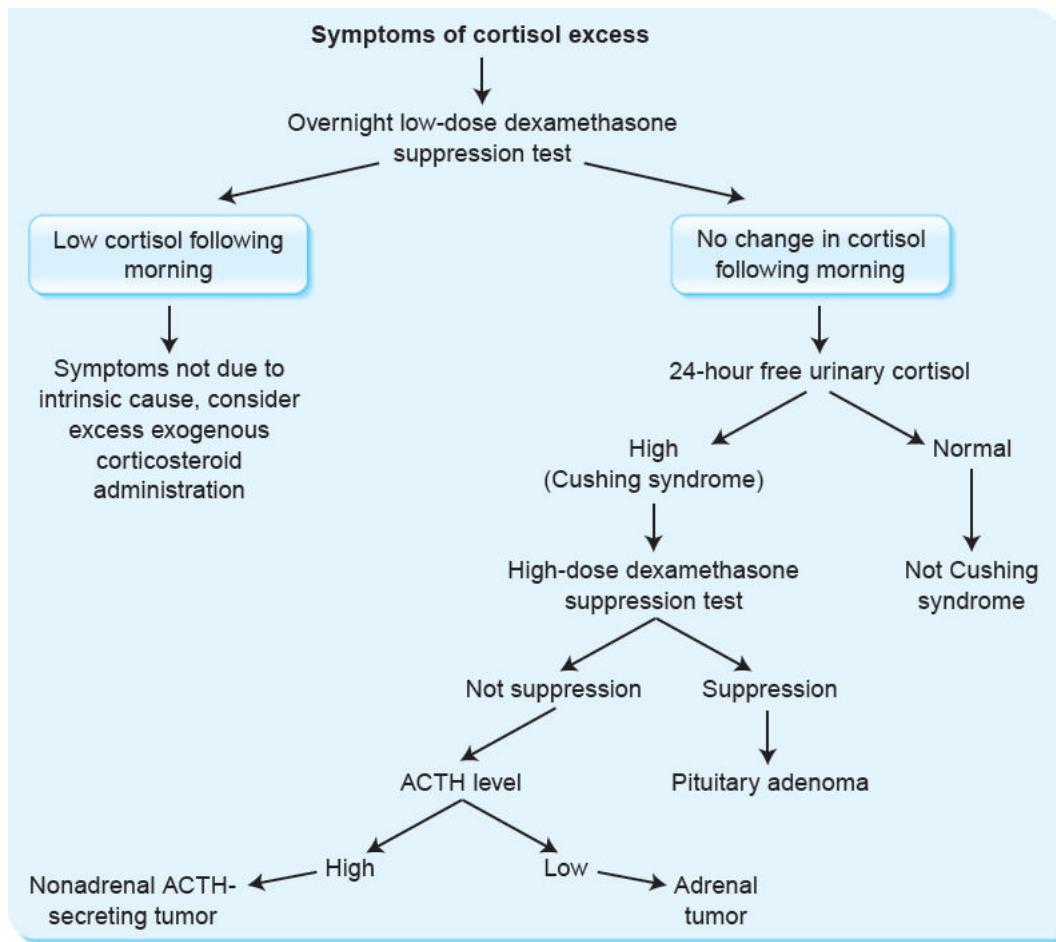 Symptoms of cortisol excess
Overnight low-dose dexamethasone
suppression test
Low cortisol following
morning
No change in cortisol
following morning
Symptoms not due to
intrinsic cause, consider
excess exogenous
corticosteroid
administration
24-hour free urinary cortisol
High
(Cushing syndrome)
Normal
High-dose dexamethasone
suppression test
Not Cushing
syndrome
Not suppression
Suppression
ACTH level
Pituitary adenoma
High
Low
Nonadrenal ACTH-
secreting tumor
Adrenal
tumor